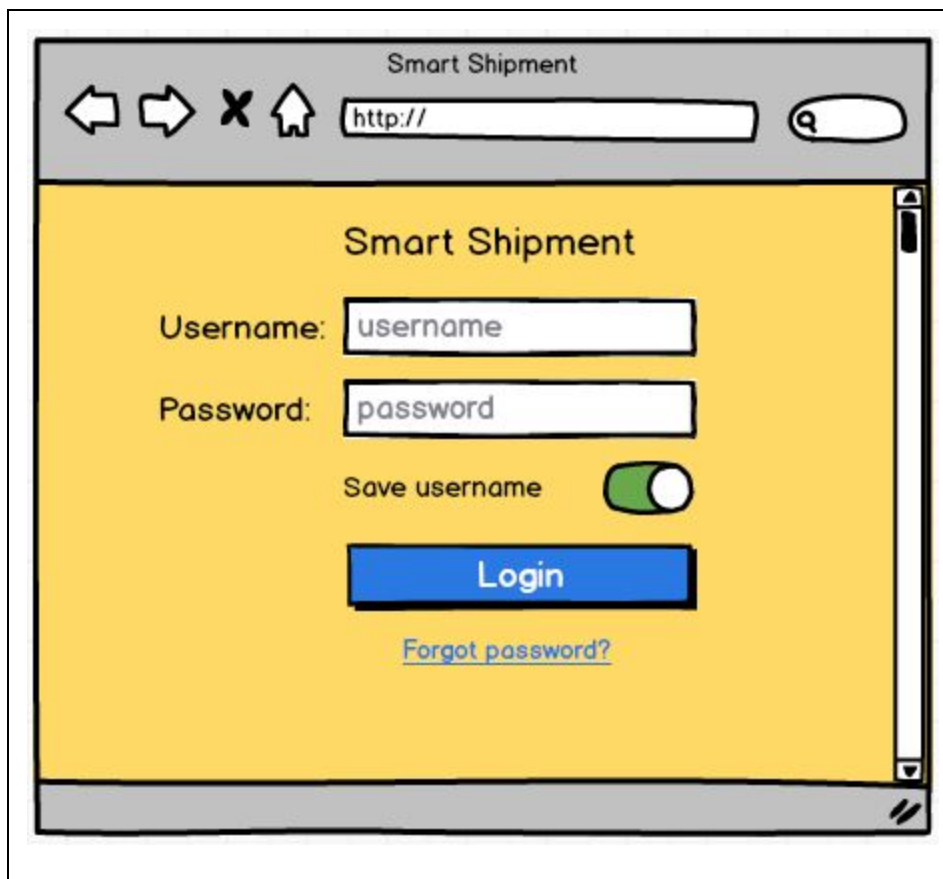 Smart Shipment
http://
Smart Shipment
Username: username
Password: password
Save username
Login
Forgot password?